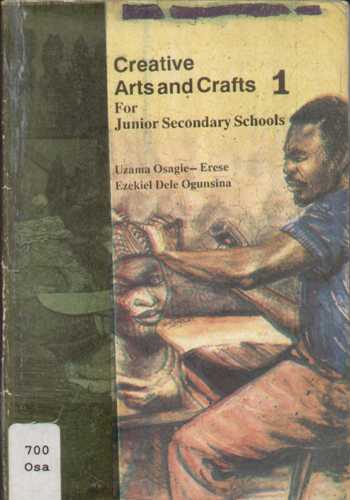 Creative
Arts and Crafts 1
For
Junior Secondary Schools
Uzama Osagie– Erese
Ezekiel Dele Ogunsina
700
Osa